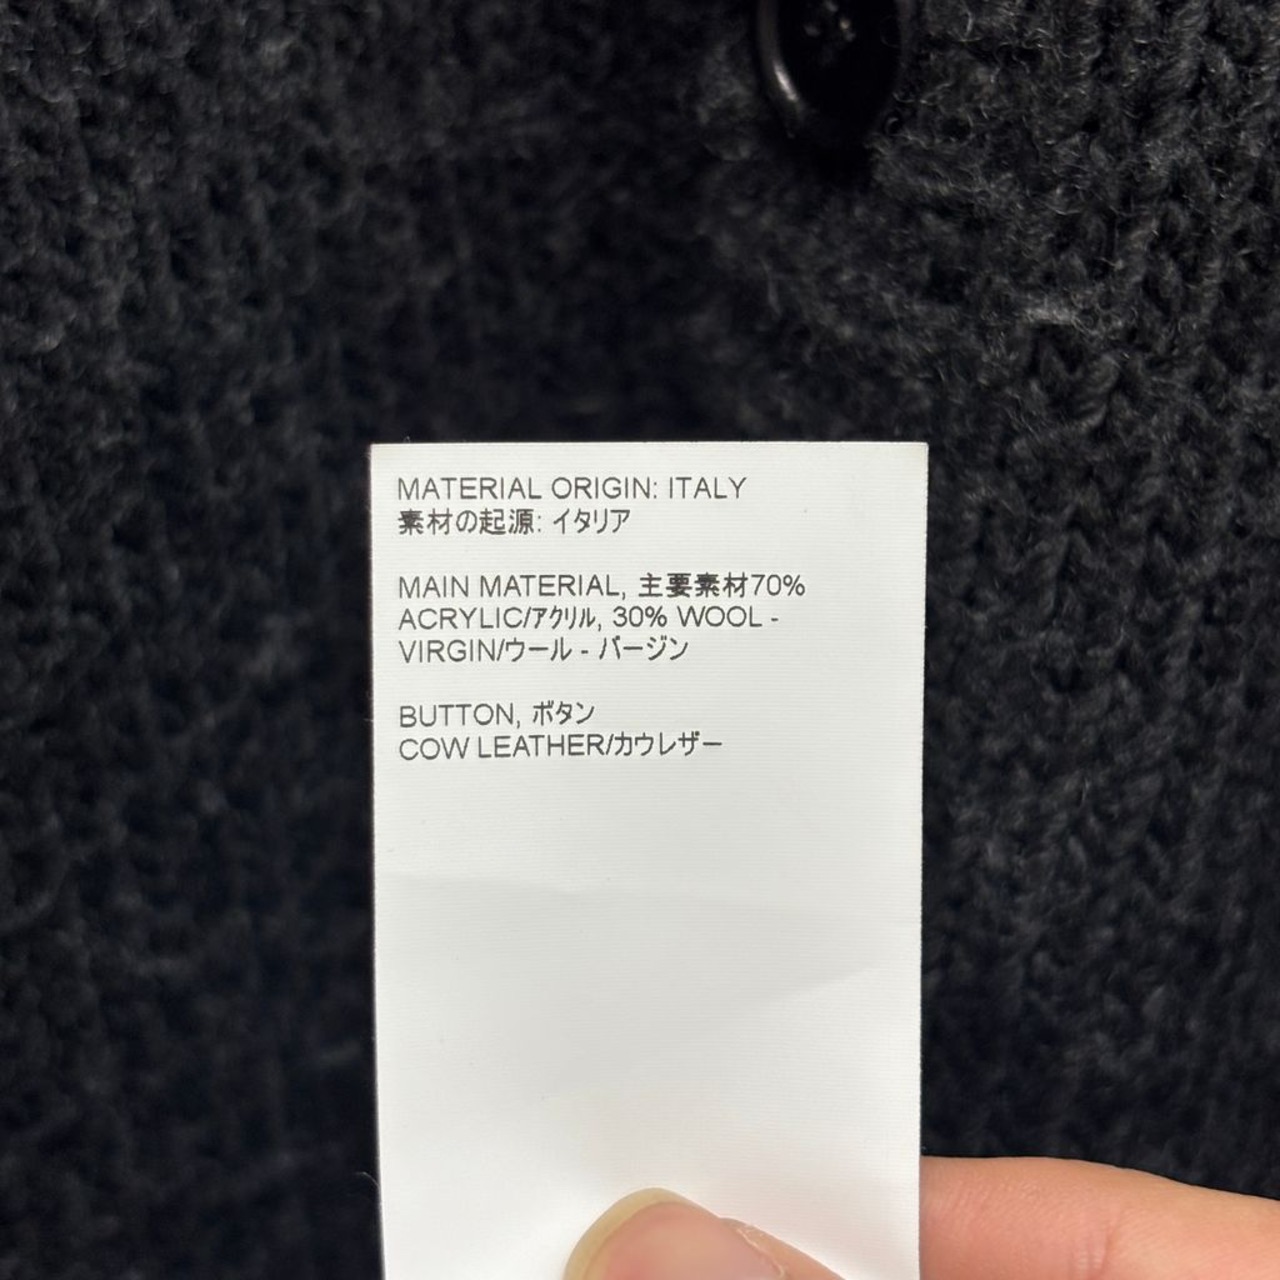 MATERIAL ORIGIN: ITALY
素材の起源: イタリア
MAIN MATERIAL, 主要素材70%
ACRYLIC/アクリル, 30% WOOL -
VIRGIN/ウール - バージン
BUTTON, ボタン
COW LEATHER/カウレザー